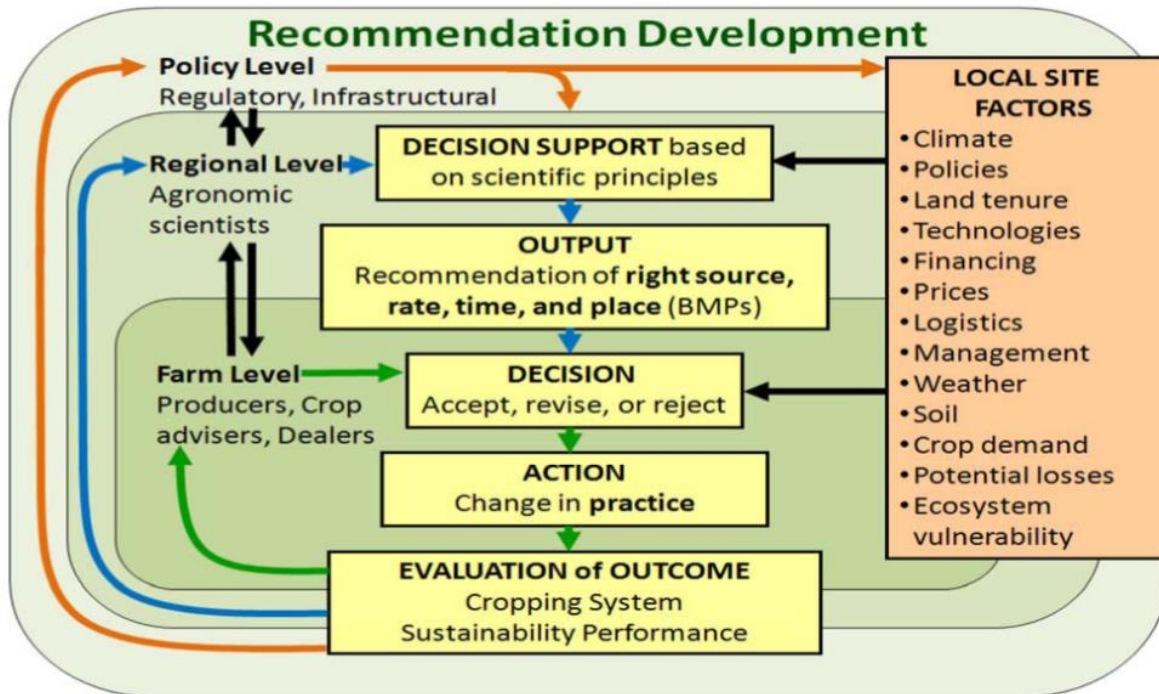 Recommendation Development
Policy Level
Regulatory, Infrastructural
Regional Level
Agronomic
scientists
Farm Level
Producers, Crop
advisers, Dealers
DECISION SUPPORT based
on scientific principles
OUTPUT
Recommendation of right source,
rate, time, and place (BMPs)
DECISION
Accept, revise, or reject
ACTION
Change in practice
EVALUATION of OUTCOME
Cropping System
Sustainability Performance
LOCAL SITE
FACTORS
•Climate
•Policies
•Land tenure
•Technologies
•Financing
•Prices
•Logistics
•Management
•Weather
•Soil
•Crop demand
•Potential losses
•Ecosystem
vulnerability